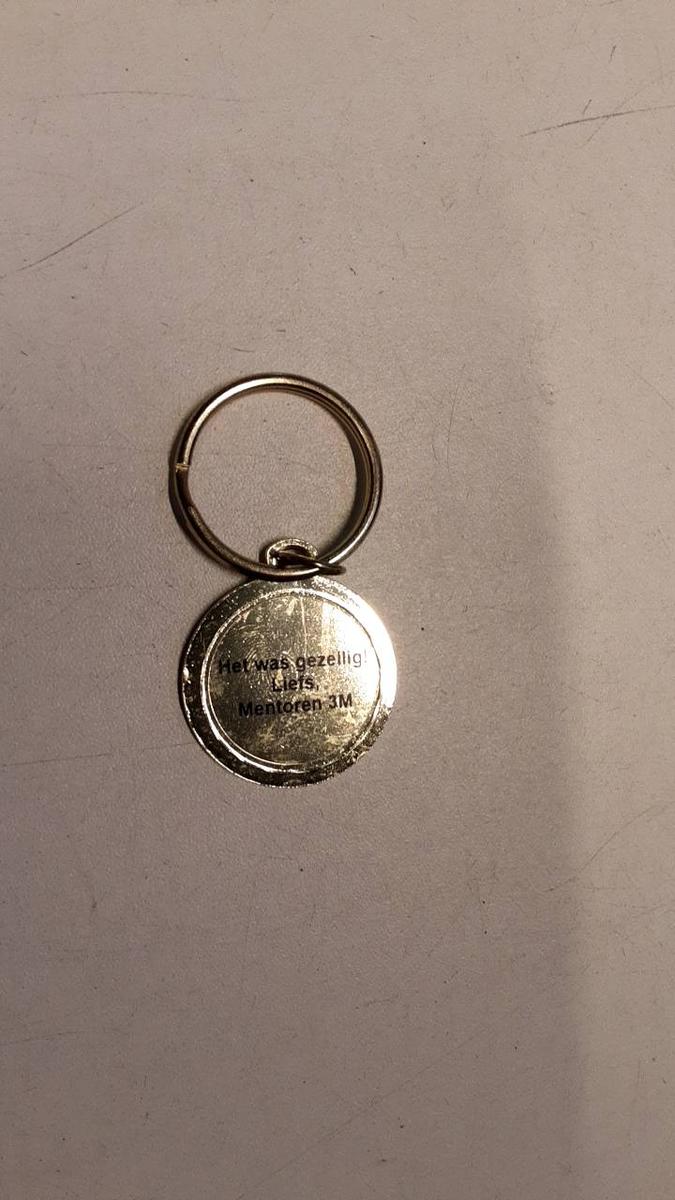 Het was gezellig!
Liefs,
Mentoren 3M